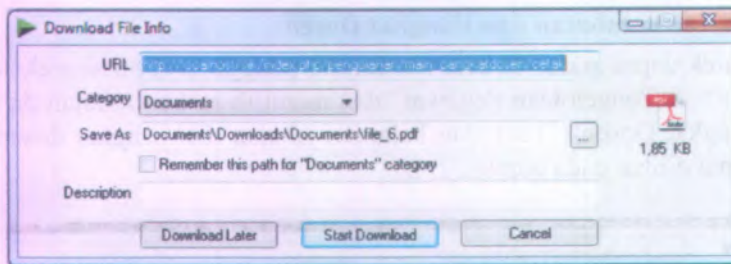 Download File Info
URL
Category Documents
Save As Documents\Downloads\Documents\file_6.pdf ...
1,85 KB
Remember this path for "Documents" category
Description
Download Later Start Download Cancel